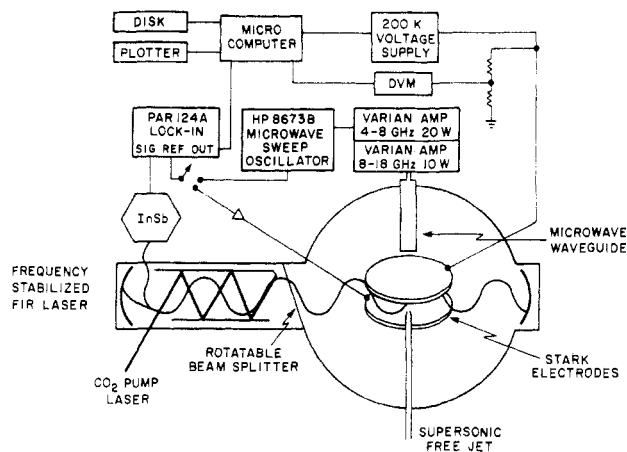 DISK
PLOTTER
MICRO
COMPUTER
200 K
VOLTAGE
SUPPLY
DVM
PAR 124A
LOCK-IN
SIG REF OUT
HP 8673B
MICROWAVE
SWEEP
OSCILLATOR
VARIAN AMP
4-8 GHz 20 W
VARIAN AMP
8-18 GHz 10 W
InSb
MICROWAVE
WAVEGUIDE
FREQUENCY
STABILIZED
FIR LASER
ROTATABLE
BEAM SPLITTER
STARK
ELECTRODES
CO2 PUMP
LASER
SUPERSONIC
FREE JET